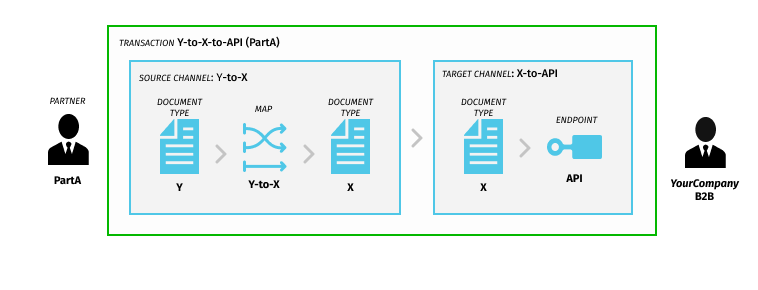 TRANSACTION Y-to-X-to-API (PartA)
SOURCE CHANNEL: Y-to-X
TARGET CHANNEL: X-to-API
PARTNER
PartA
DOCUMENT
TYPE
Y
MAP
Y-to-X
DOCUMENT
TYPE
X
DOCUMENT
TYPE
X
ENDPOINT
API
YourCompany
B2B